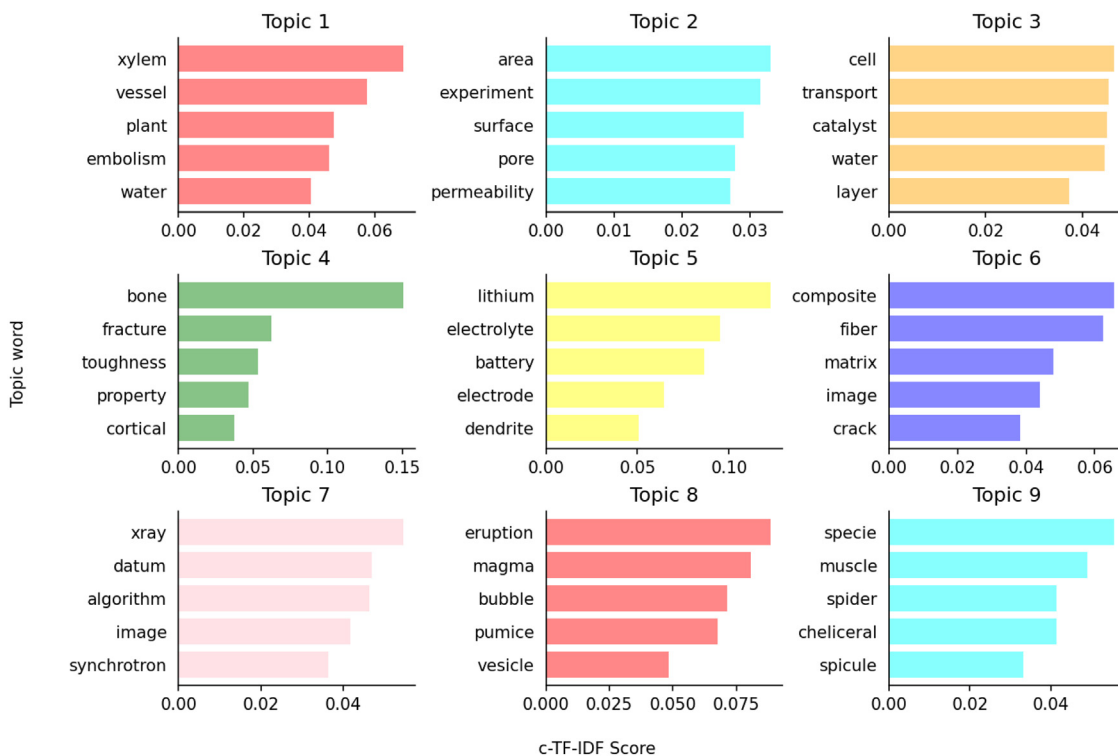 Topic 1
xylem
vessel
plant
embolism
water
0.00 0.02 0.04 0.06
Topic 2
area
experiment
surface
pore
permeability
0.00 0.01 0.02 0.03
Topic 3
cell
transport
catalyst
water
layer
0.00 0.02 0.04
Topic word
Topic 4
bone
fracture
toughness
property
cortical
0.00 0.05 0.10 0.15
Topic 5
lithium
electrolyte
battery
electrode
dendrite
0.00 0.05 0.10
Topic 6
composite
fiber
matrix
image
crack
0.00 0.02 0.04 0.06
Topic 7
xray
datum
algorithm
image
synchrotron
0.00 0.02 0.04
Topic 8
eruption
magma
bubble
pumice
vesicle
0.000 0.025 0.050 0.075
Topic 9
specie
muscle
spider
cheliceral
spicule
0.00 0.02 0.04
c-TF-IDF Score